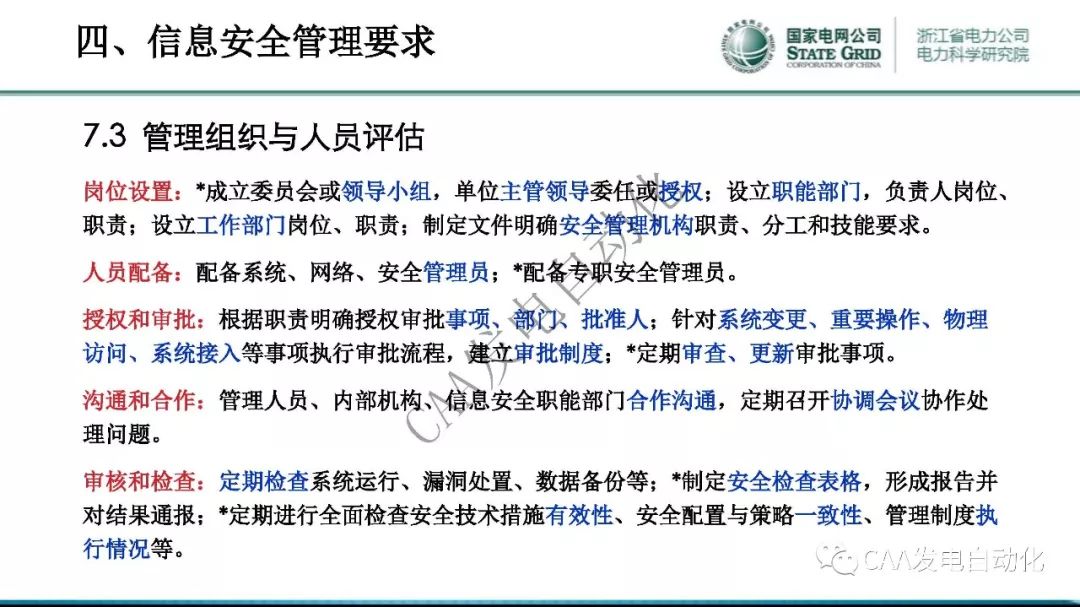 四、信息安全管理要求
国家电网公司
STATE GRID
CORPORATION OF CHINA
浙江省电力公司
电力科学研究院
7.3 管理组织与人员评估
岗位设置：*成立委员会或领导小组，单位主管领导委任或授权；设立职能部门，负责人岗位、
职责；设立工作部门岗位、职责；制定文件明确安全管理机构职责、分工和技能要求。
人员配备：配备系统、网络、安全管理员；*配备专职安全管理员。
授权和审批：根据职责明确授权审批事项、部门、批准人；针对系统变更、重要操作、物理
访问、系统接入等事项执行审批流程，建立审批制度；*定期审查、更新审批事项。
沟通和合作：管理人员、内部机构、信息安全职能部门合作沟通，定期召开协调会议协作处
理问题。
审核和检查：定期检查系统运行、漏洞处置、数据备份等；*制定安全检查表格，形成报告并
对结果通报；*定期进行全面检查安全技术措施有效性、安全配置与策略一致性、管理制度执
行情况等。
CAA发电自动化
CAA发电自动化